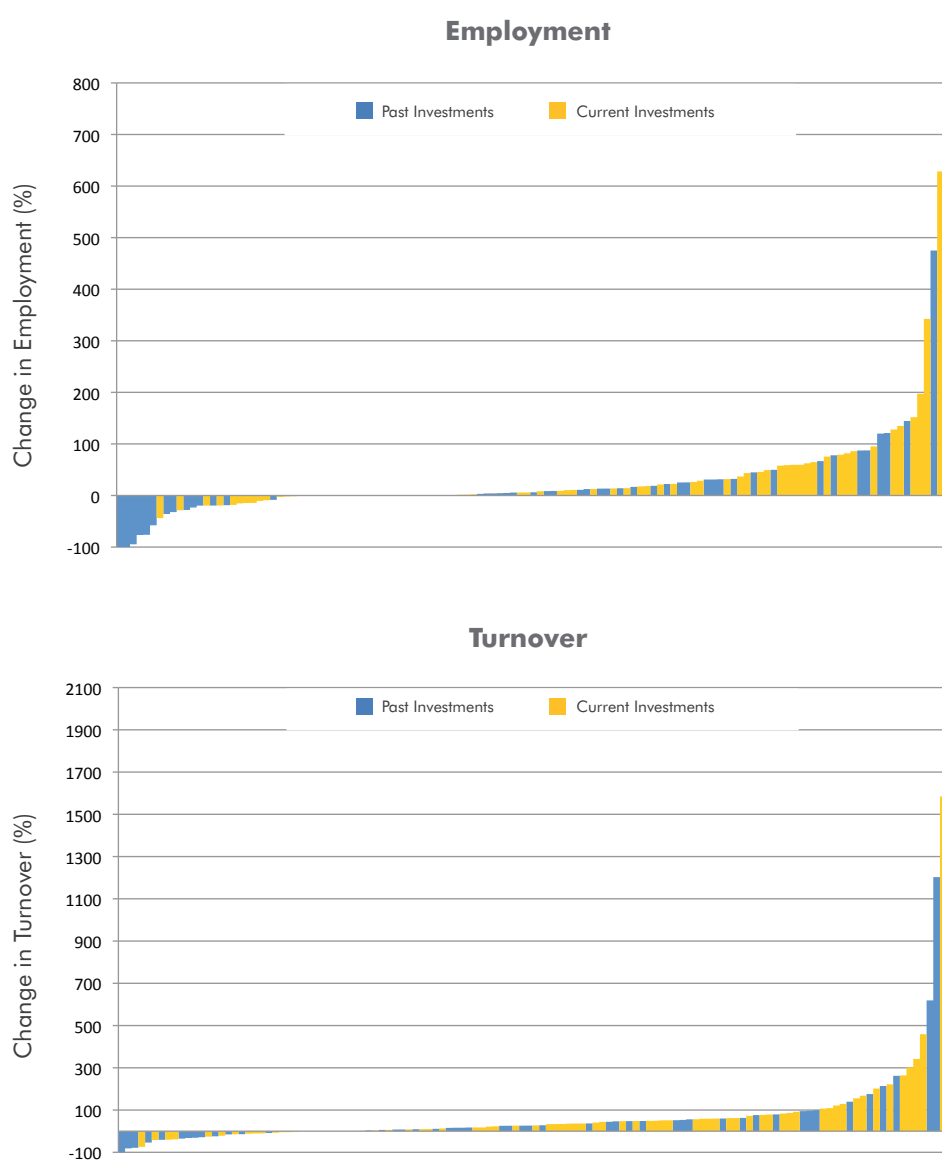 Employment
800
Past Investments
Current Investments
700
600
500
400
300
200
100
0
-100
Change in Employment (%)
Turnover
2100
Past Investments
Current Investments
1900
1700
1500
1300
1100
900
700
500
300
100
-100
Change in Turnover (%)